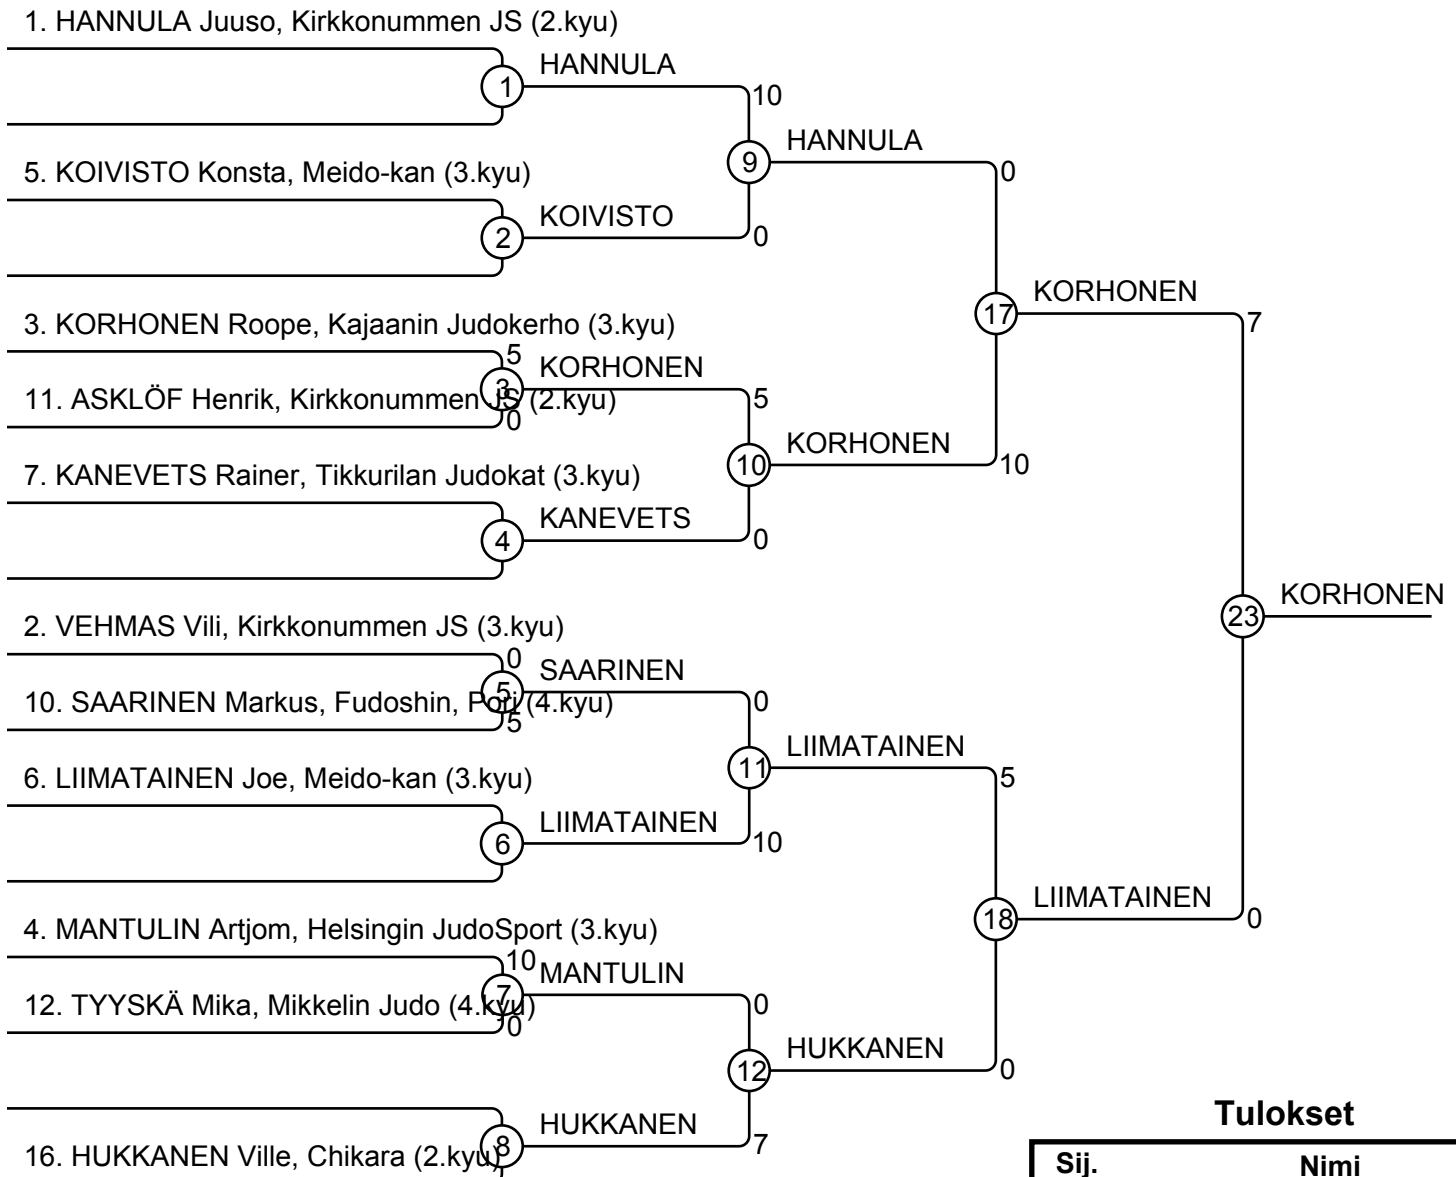 1. HANNULA Juuso, Kirkkonummen JS (2.kyu)
1
HANNULA
10
5. KOIVISTO Konsta, Meido-kan (3.kyu)
2
KOIVISTO
0
9
HANNULA
0
3. KORHONEN Roope, Kajaanin Judokerho (3.kyu)
5
3
KORHONEN
5
11. ASKLÖF Henrik, Kirkkonummen JS (2.kyu)
0
10
KORHONEN
10
7. KANEVETS Rainer, Tikkurilan Judokat (3.kyu)
4
KANEVETS
0
17
KORHONEN
7
2. VEHMAS Vili, Kirkkonummen JS (3.kyu)
0
5
SAARINEN
0
10. SAARINEN Markus, Fudoshin, Pori (4.kyu)
5
11
LIIMATAINEN
5
6. LIIMATAINEN Joe, Meido-kan (3.kyu)
6
LIIMATAINEN
10
23
KORHONEN
18
LIIMATAINEN
0
4. MANTULIN Artjom, Helsingin JudoSport (3.kyu)
10
7
MANTULIN
0
12. TYYSKÄ Mika, Mikkelin Judo (4.kyu)
0
12
HUKKANEN
0
8
HUKKANEN
7
16. HUKKANEN Ville, Chikara (2.kyu)
Tulokset
Sij. Nimi